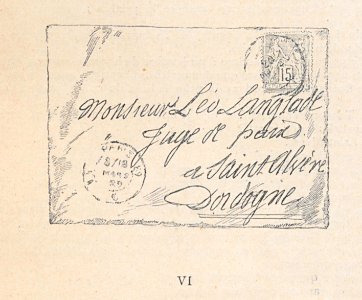 15
Monsieur Léo Langlade
Juge de paix
a Saint Alvère
Dordogne
MARS
VI